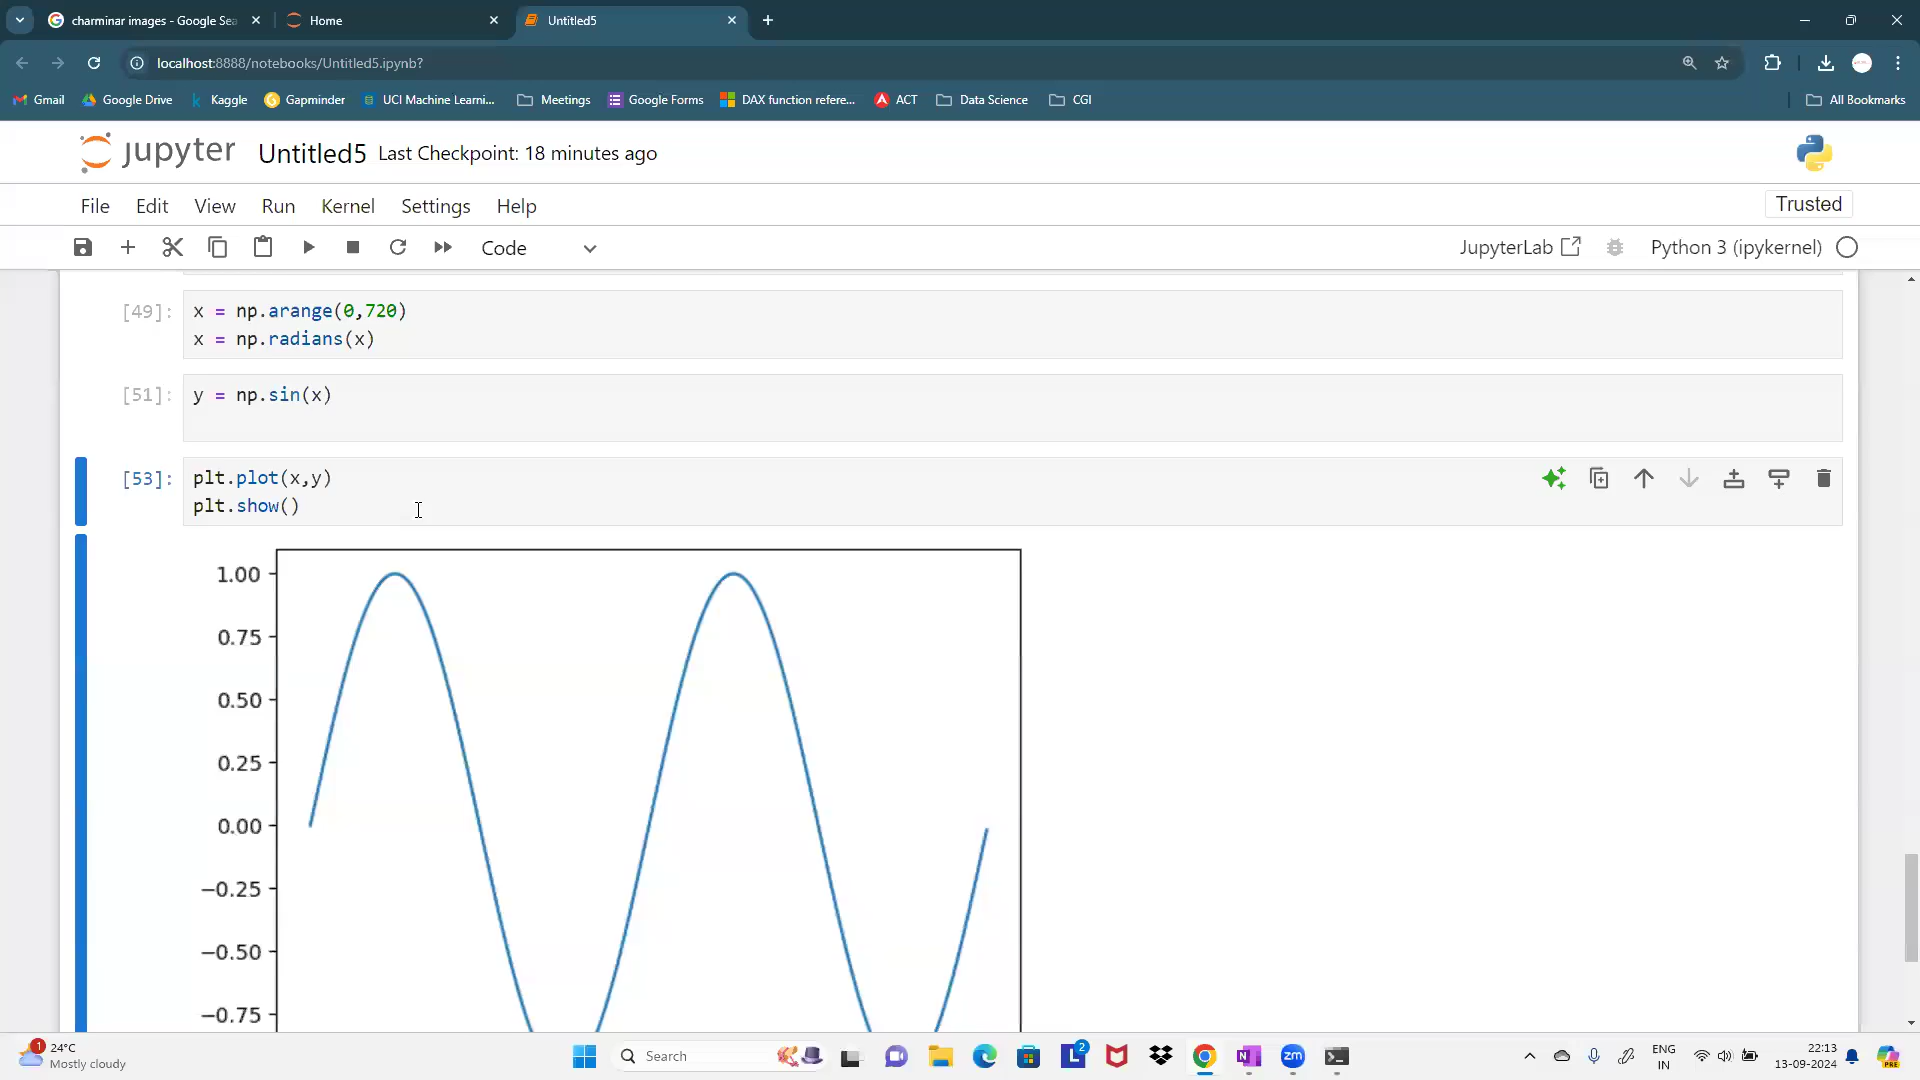 charminar images - Google Sea
Home
Untitled5
localhost:8888/notebooks/Untitled5.ipynb?
Gmail
Google Drive
Kaggle
Gapminder
UCI Machine Learni...
Meetings
Google Forms
DAX function refere...
ACT
Data Science
CGI
All Bookmarks
jupyter
Untitled5
Last Checkpoint: 18 minutes ago
File
Edit
View
Run
Kernel
Settings
Help
Trusted
Code
JupyterLab
Python 3 (ipykernel)
[49]:
x = np.arange(0,720)
x = np.radians(x)
[51]:
y = np.sin(x)
[53]:
plt.plot(x,y)
plt.show()
1.00
0.75
0.50
0.25
0.00
−0.25
−0.50
−0.75
1
24°C
Mostly cloudy
Search
L
2
N
zm
ENG
IN
22:13
13-09-2024
PRE